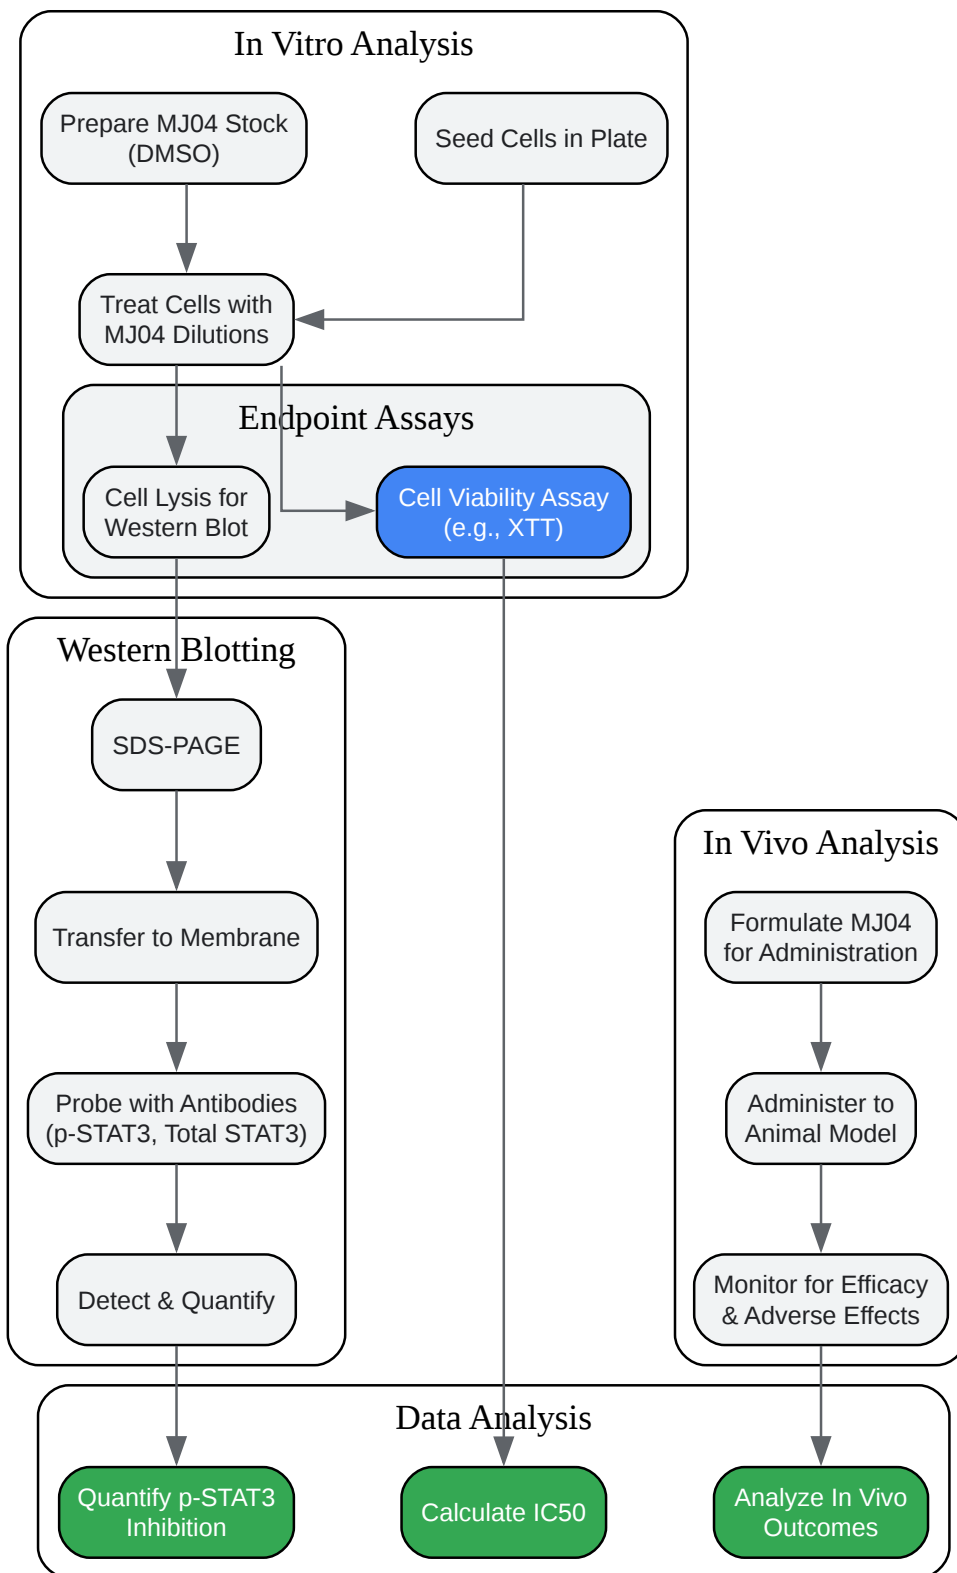 In Vitro Analysis
Prepare MJ04 Stock
(DMSO)
Seed Cells in Plate
Treat Cells with
MJ04 Dilutions
Endpoint Assays
Cell Lysis for
Western Blot
Cell Viability Assay
(e.g., XTT)
Western Blotting
SDS-PAGE
Transfer to Membrane
Probe with Antibodies
(p-STAT3, Total STAT3)
Detect & Quantify
In Vivo Analysis
Formulate MJ04
for Administration
Administer to
Animal Model
Monitor for Efficacy
& Adverse Effects
Data Analysis
Quantify p-STAT3
Inhibition
Calculate IC50
Analyze In Vivo
Outcomes